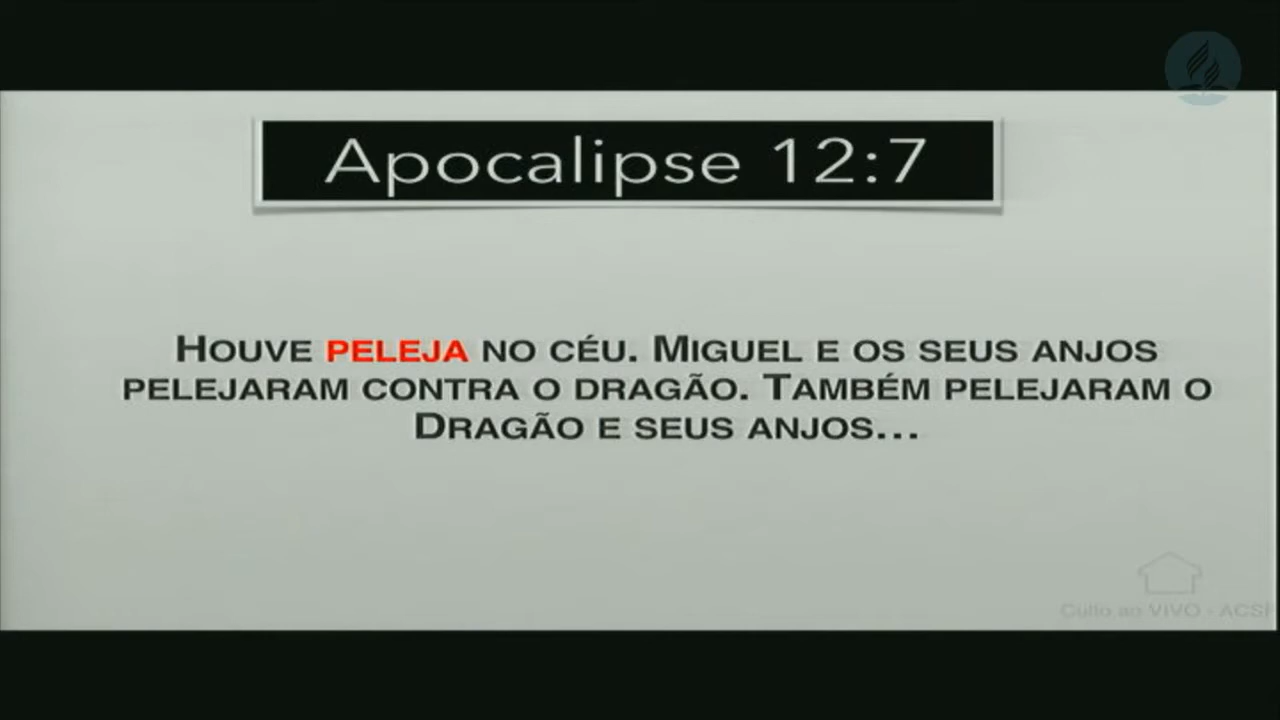 Apocalipse 12:7
HOUVE PELEJA NO CÉU. MIGUEL E OS SEUS ANJOS
PELEJARAM CONTRA O DRAGÃO. TAMBÉM PELEJARAM O
DRAGÃO E SEUS ANJOS...
Culto ao VIVO - ACSP